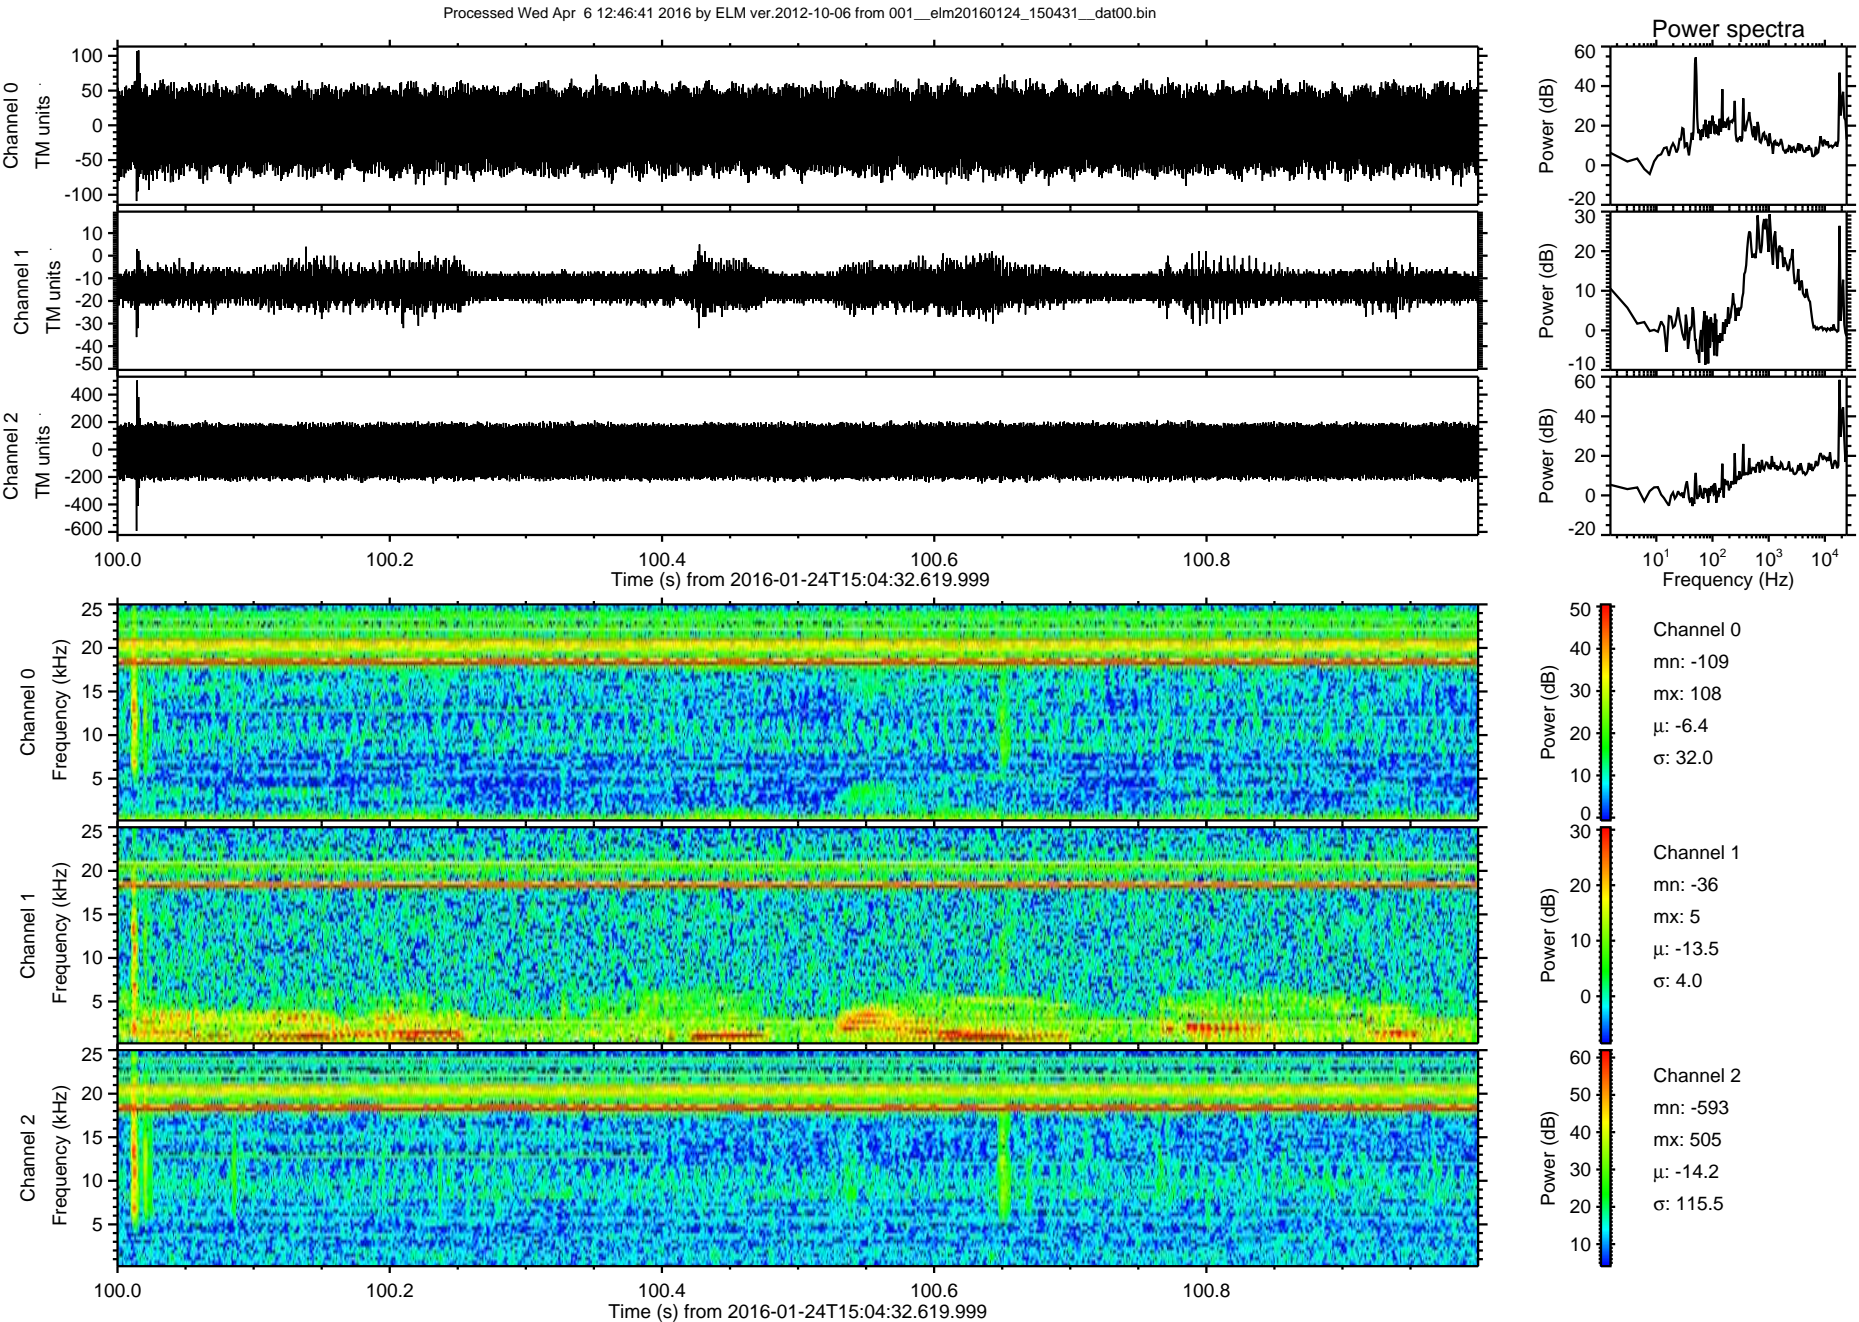 Processed Wed Apr  6 12:46:41 2016 by ELM ver.2012-10-06 from 001__elm20160124_150431__dat00.bin
Power spectra
Channel 0
TM units
100
50
0
-50
-100
Power (dB)
60
40
20
0
-20
Channel 1
TM units
10
0
-10
-20
-30
-40
-50
Power (dB)
30
20
10
0
-10
Channel 2
TM units
400
200
0
-200
-400
-600
Power (dB)
60
40
20
0
-20
100.0 100.2 100.4 100.6 100.8
Time (s) from 2016-01-24T15:04:32.619.999
10¹ 10² 10³ 10⁴
Frequency (Hz)
Channel 0
Frequency (kHz)
25
20
15
10
5
Power (dB)
50
40
30
20
10
0
Channel 0
mn: -109
mx: 108
μ: -6.4
σ: 32.0
Channel 1
Frequency (kHz)
25
20
15
10
5
Power (dB)
30
20
10
0
Channel 1
mn: -36
mx: 5
μ: -13.5
σ: 4.0
Channel 2
Frequency (kHz)
25
20
15
10
5
Power (dB)
60
50
40
30
20
10
Channel 2
mn: -593
mx: 505
μ: -14.2
σ: 115.5
100.0 100.2 100.4 100.6 100.8
Time (s) from 2016-01-24T15:04:32.619.999